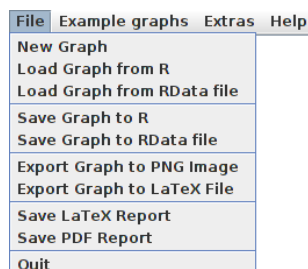 File Example graphs Extras Help
New Graph
Load Graph from R
Load Graph from RData file
Save Graph to R
Save Graph to RData file
Export Graph to PNG Image
Export Graph to LaTeX File
Save LaTeX Report
Save PDF Report
Quit